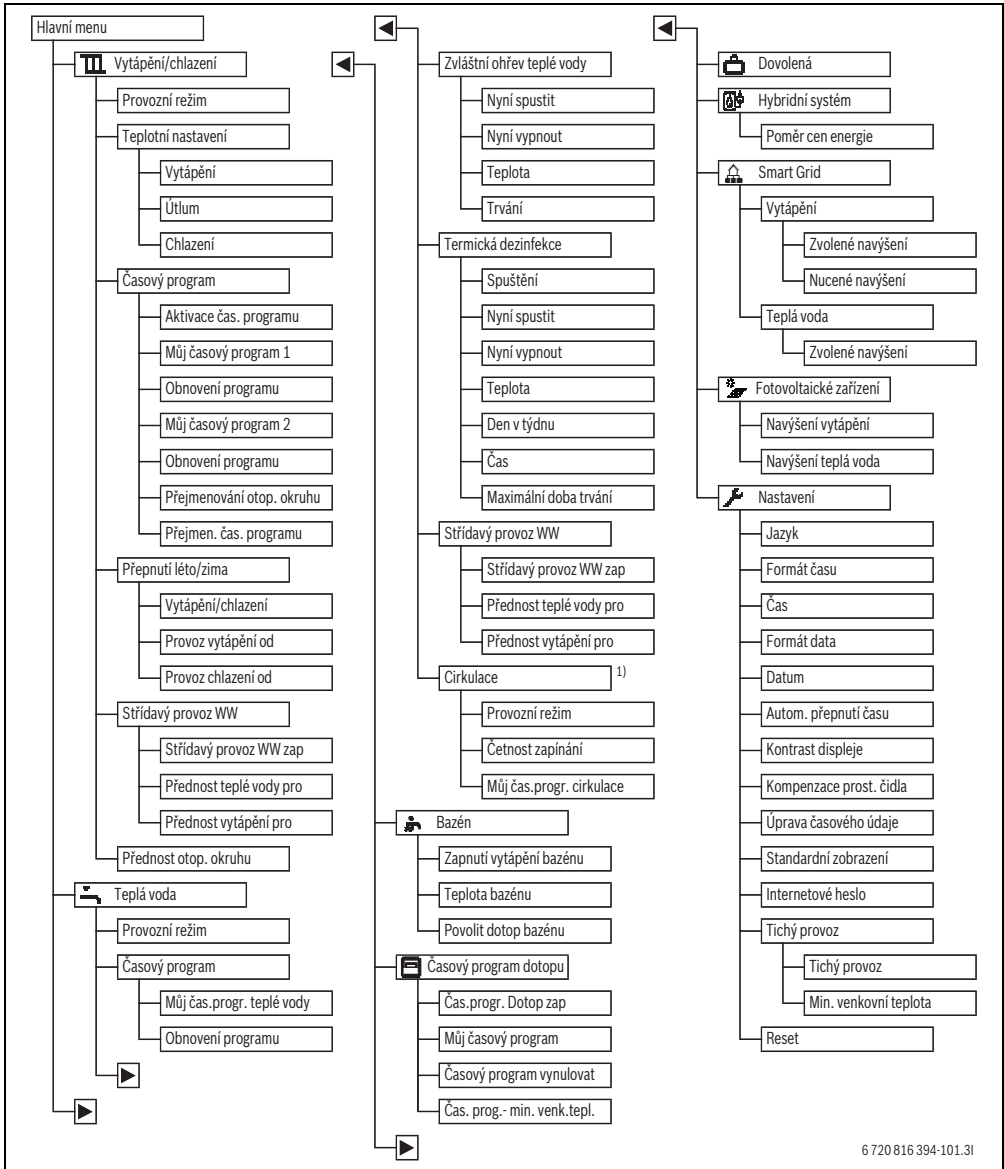 Hlavní menu
Vytápění/chlazení
Provozní režim
Teplotní nastavení
Vytápění
Útlum
Chlazení
Časový program
Aktivace čas. programu
Můj časový program 1
Obnovení programu
Můj časový program 2
Obnovení programu
Přejmenování otop. okruhu
Přejmen. čas. programu
Přepnutí léto/zima
Vytápění/chlazení
Provoz vytápění od
Provoz chlazení od
Střídavý provoz WW
Střídavý provoz WW zap
Přednost teplé vody pro
Přednost vytápění pro
Přednost otop. okruhu
Teplá voda
Provozní režim
Časový program
Můj čas.progr. teplé vody
Obnovení programu
Zvláštní ohřev teplé vody
Nyní spustit
Nyní vypnout
Teplota
Trvání
Termická dezinfekce
Spuštění
Nyní spustit
Nyní vypnout
Teplota
Den v týdnu
Čas
Maximální doba trvání
Střídavý provoz WW
Střídavý provoz WW zap
Přednost teplé vody pro
Přednost vytápění pro
Cirkulace 1)
Provozní režim
Četnost zapínání
Můj čas.progr. cirkulace
Bazén
Zapnutí vytápění bazénu
Teplota bazénu
Povolit dotop bazénu
Časový program dotopu
Čas.progr. Dotop zap
Můj časový program
Časový program vynulovat
Čas. prog.- min. venk.tepl.
Dovolená
Hybridní systém
Poměr cen energie
Smart Grid
Vytápění
Zvolené navýšení
Nucené navýšení
Teplá voda
Zvolené navýšení
Fotovoltaické zařízení
Navýšení vytápění
Navýšení teplá voda
Nastavení
Jazyk
Formát času
Čas
Formát data
Datum
Autom. přepnutí času
Kontrast displeje
Kompenzace prost. čidla
Úprava časového údaje
Standardní zobrazení
Internetové heslo
Tichý provoz
Tichý provoz
Min. venkovní teplota
Reset
6 720 816 394-101.3I